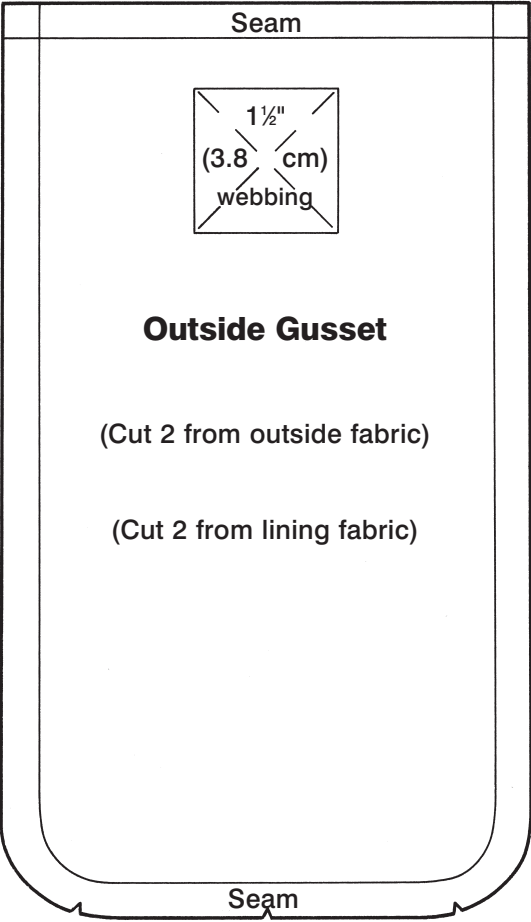 Seam
1½"
(3.8 cm)
webbing
Outside Gusset
(Cut 2 from outside fabric)
(Cut 2 from lining fabric)
Seam